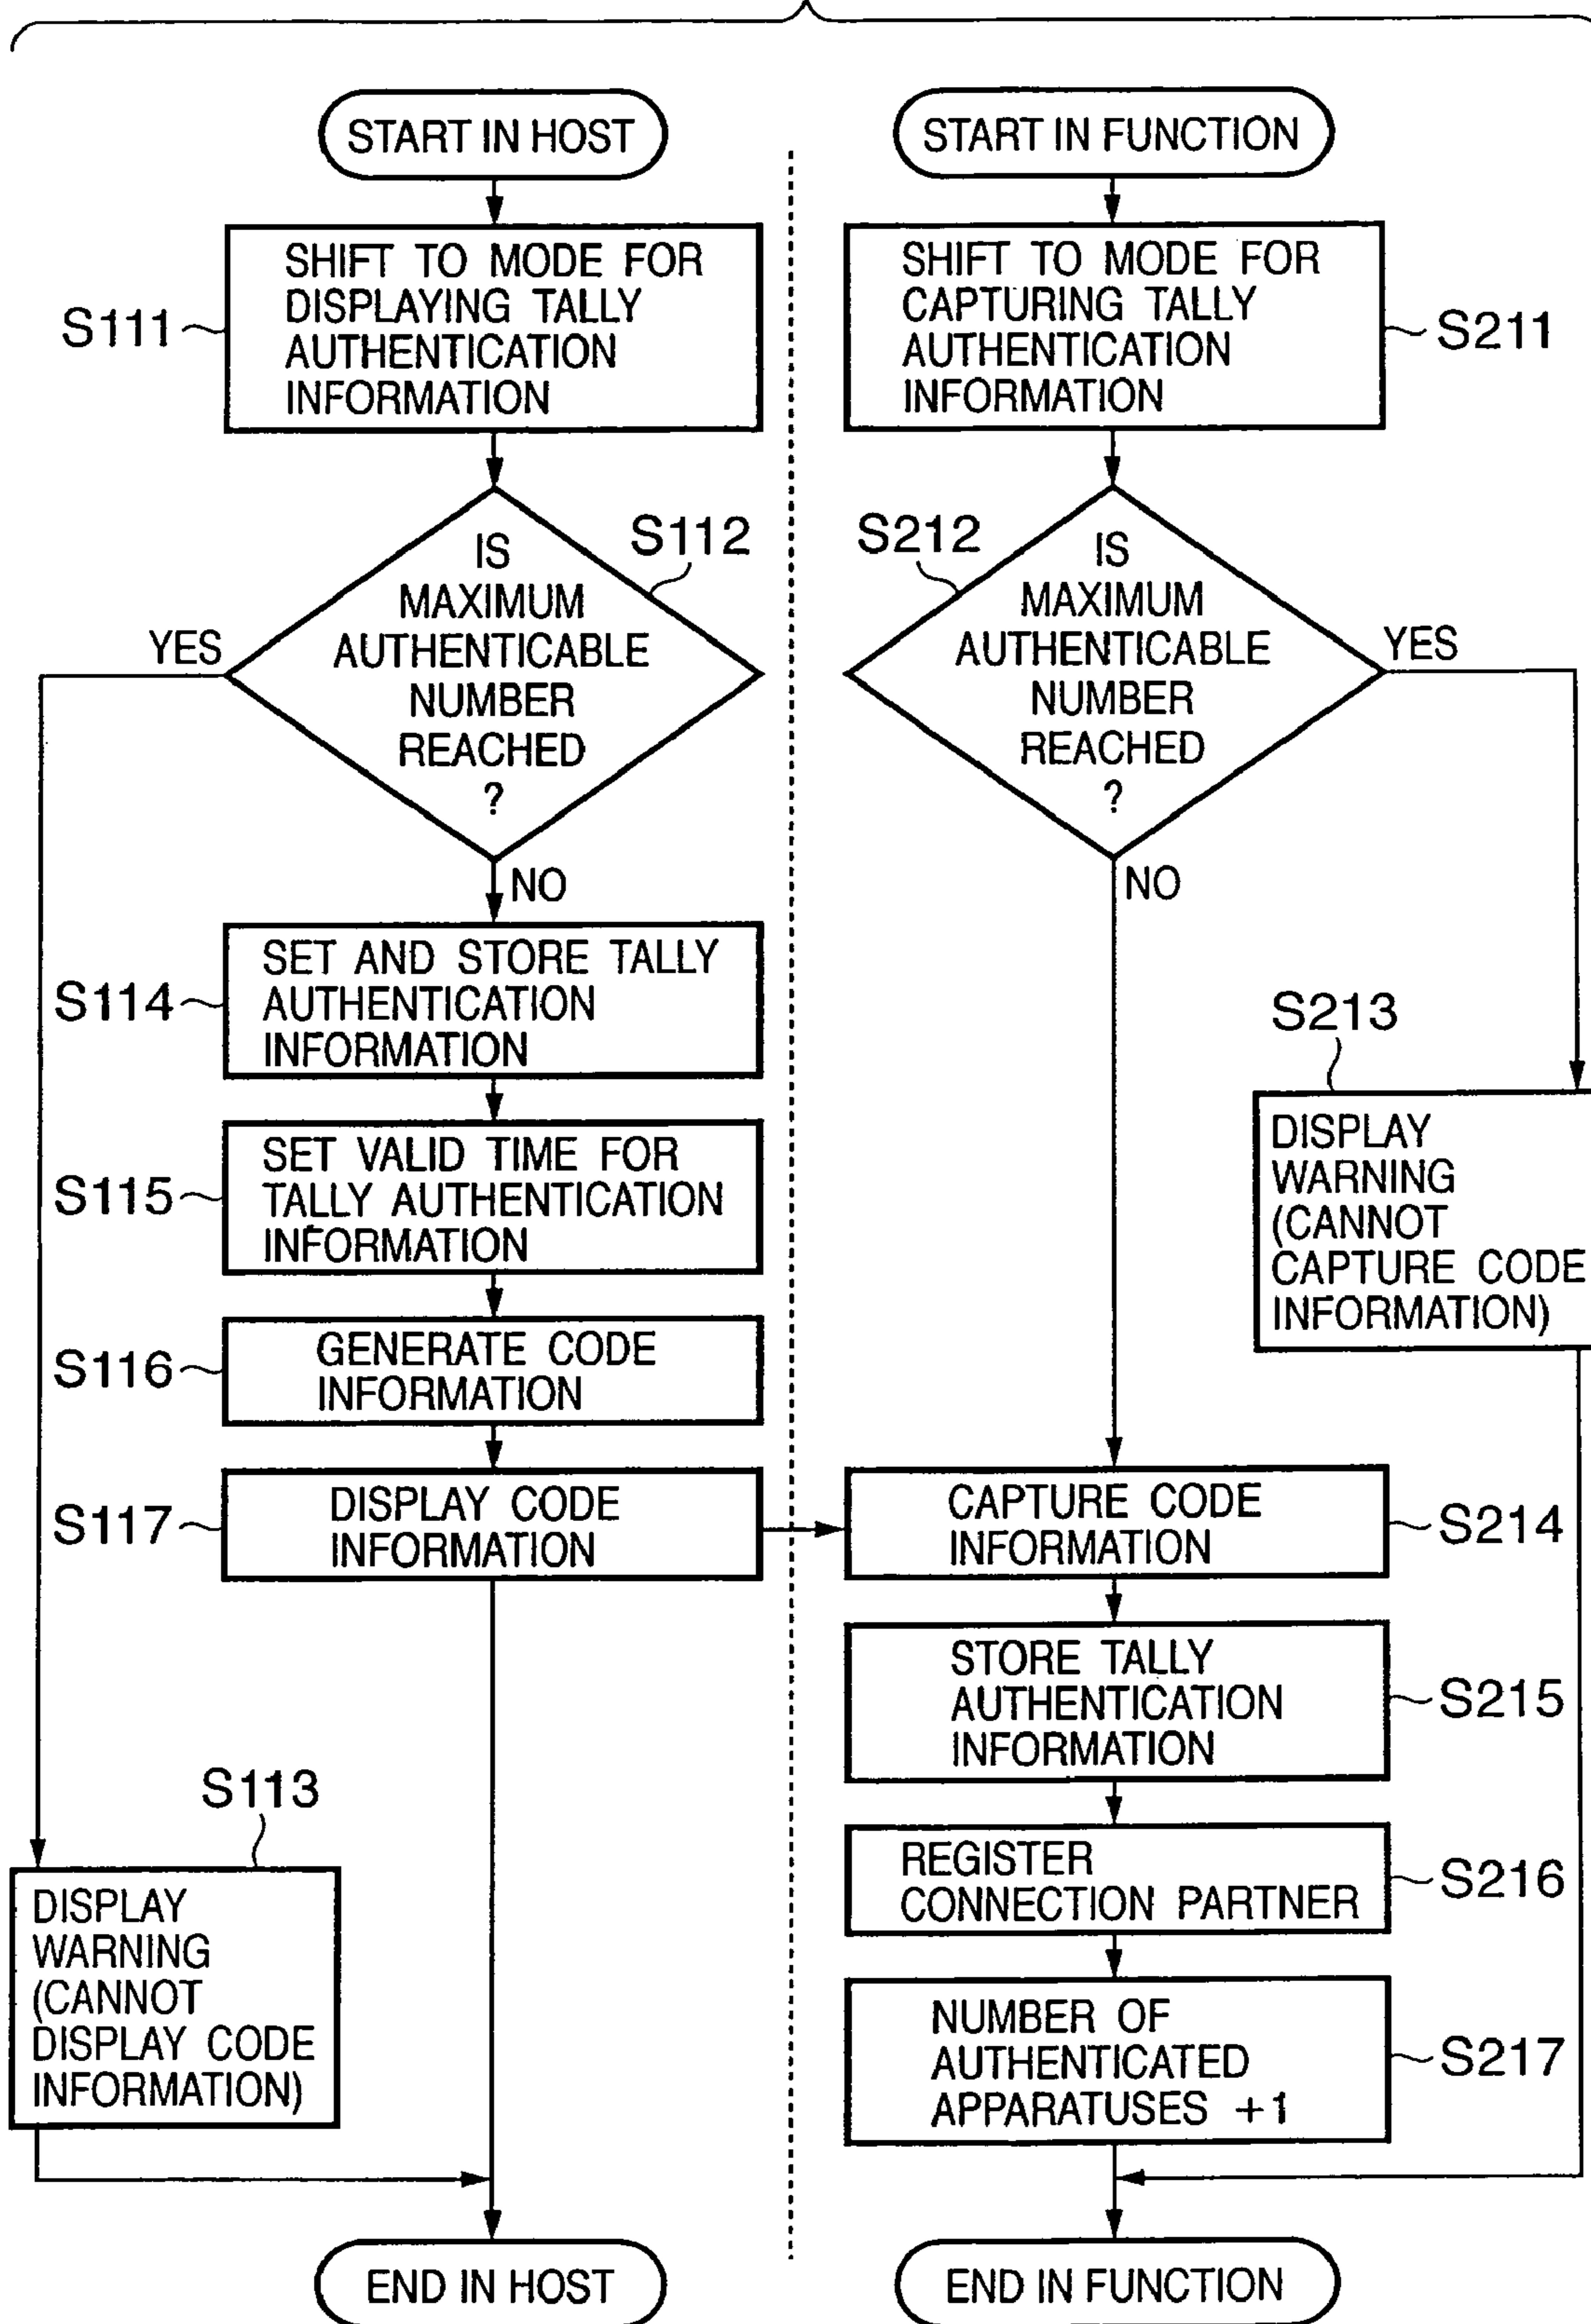 START IN HOST
S111
SHIFT TO MODE FOR
DISPLAYING TALLY
AUTHENTICATION
INFORMATION
S112
IS
MAXIMUM
AUTHENTICABLE
NUMBER
REACHED
?
YES
NO
S114
SET AND STORE TALLY
AUTHENTICATION
INFORMATION
S115
SET VALID TIME FOR
TALLY AUTHENTICATION
INFORMATION
S116
GENERATE CODE
INFORMATION
S117
DISPLAY CODE
INFORMATION
S113
DISPLAY
WARNING
(CANNOT
DISPLAY CODE
INFORMATION)
END IN HOST
START IN FUNCTION
SHIFT TO MODE FOR
CAPTURING TALLY
AUTHENTICATION
INFORMATION
S211
S212
IS
MAXIMUM
AUTHENTICABLE
NUMBER
REACHED
?
YES
NO
S213
DISPLAY
WARNING
(CANNOT
CAPTURE CODE
INFORMATION)
CAPTURE CODE
INFORMATION
S214
STORE TALLY
AUTHENTICATION
INFORMATION
S215
REGISTER
CONNECTION PARTNER
S216
NUMBER OF
AUTHENTICATED
APPARATUSES +1
S217
END IN FUNCTION